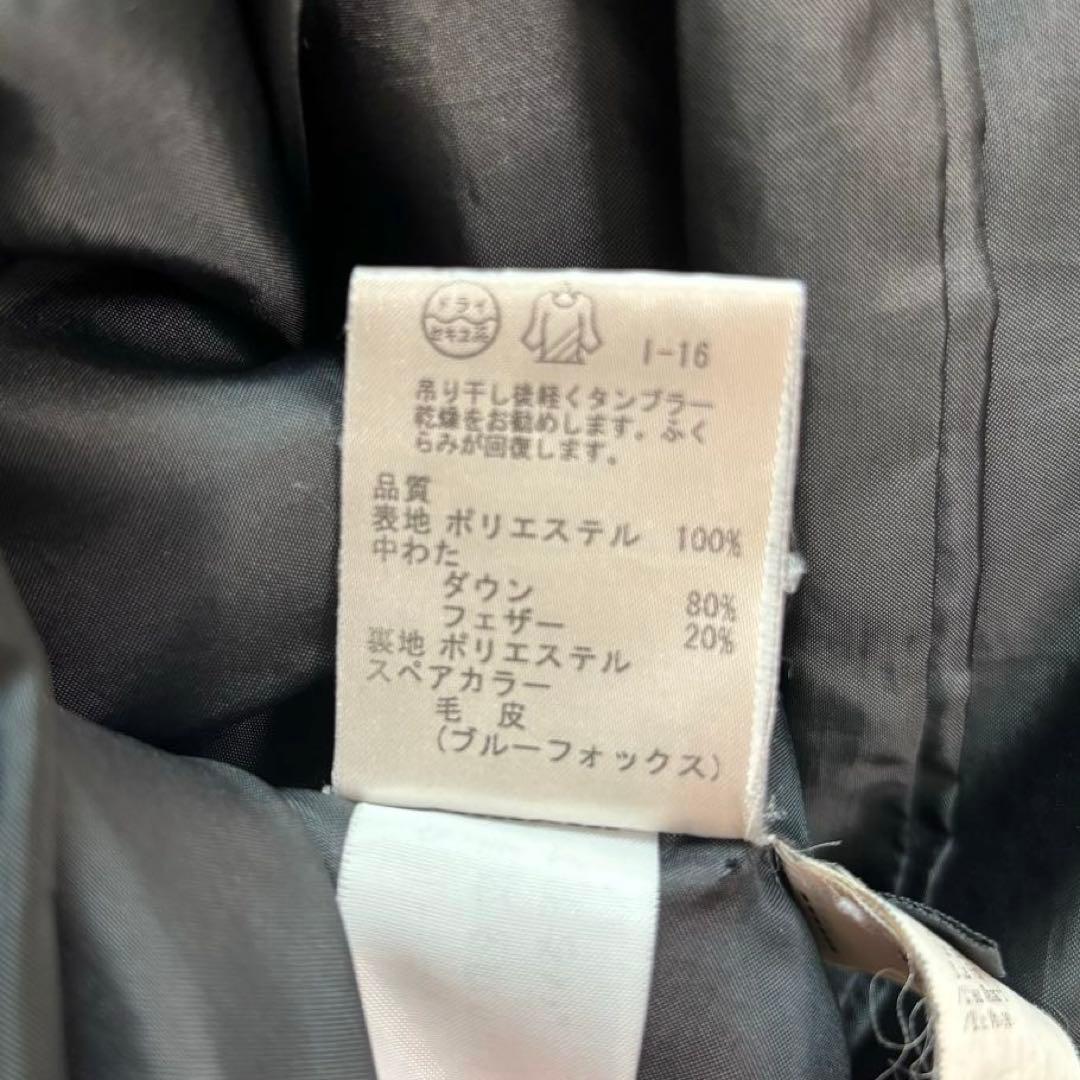 ドライ
セキユ系
I-16
吊り干し後軽くタンブラー
乾燥をお勧めします。ふく
らみが回復します。
品質
表地 ポリエステル 100%
中わた
ダウン 80%
フェザー 20%
裏地 ポリエステル
スペアカラー
毛 皮
(ブルーフォックス)